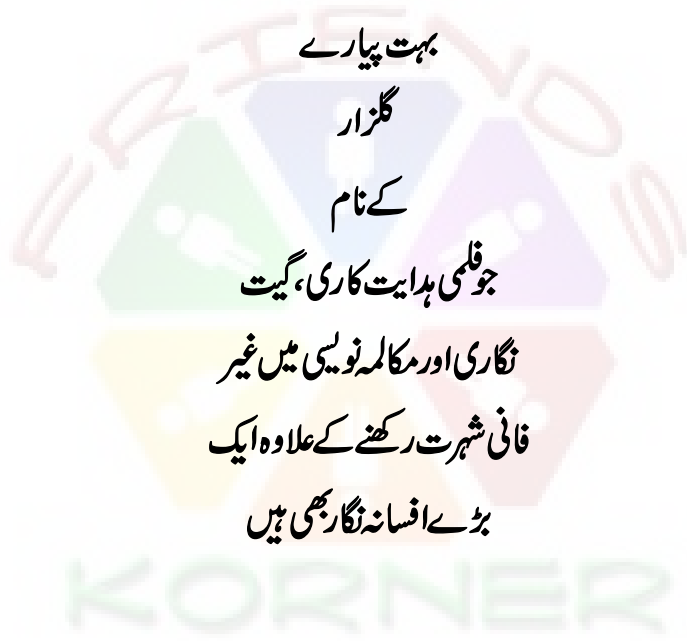 FRIENDS
بہت پیارے
گلزار
کے نام
جو فلمی ہدایت کاری، گیت
نگاری اور مکالمہ نویسی میں غیر
فانی شہرت رکھنے کے علاوہ ایک
بڑے افسانہ نگار بھی ہیں
KORNER